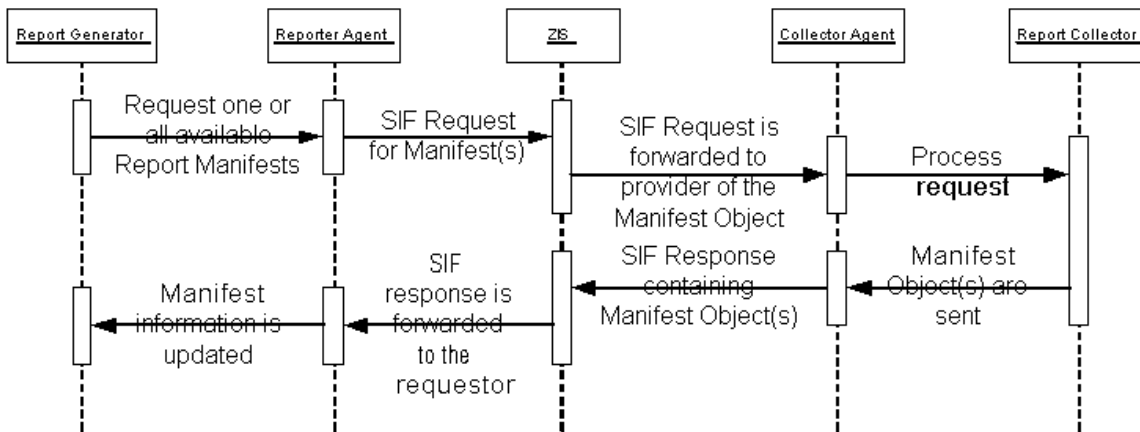 Report Generator
Reporter Agent
ZIS
Collector Agent
Report Collector
Request one or
all available
Report Manifests
SIF Request
for Manifest(s)
SIF Request is
forwarded to
provider of the
Manifest Object
Process
request
Manifest
Object(s) are
sent
SIF Response
containing
Manifest Object(s)
SIF
response is
forwarded
to the
requestor
Manifest
information is
updated